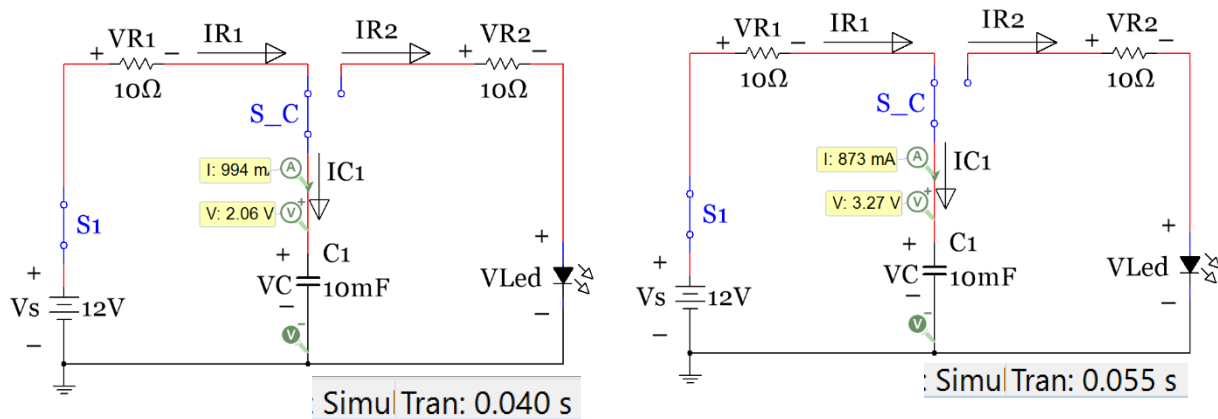 VR1 IR1 IR2 VR2
+ − + −
10Ω 10Ω
S_C
I: 994 m A IC1
V: 2.06 V V +
S1
+ C1 +
VC 10mF VLed
+ −
Vs 12V −
− V −
: Simul Tran: 0.040 s
VR1 IR1 IR2 VR2
+ − + −
10Ω 10Ω
S_C
I: 873 mA A IC1
V: 3.27 V V +
S1
+ C1 +
VC 10mF VLed
+ −
Vs 12V −
− V −
: Simul Tran: 0.055 s